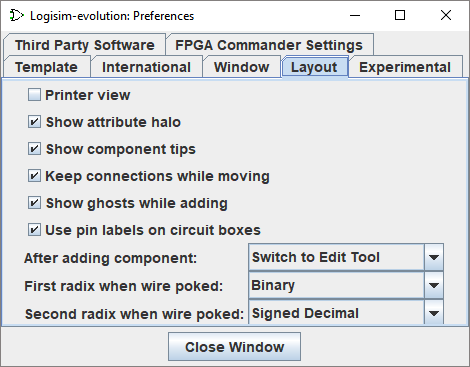 Logisim-evolution: Preferences
Third Party Software FPGA Commander Settings
Template International Window Layout Experimental
Printer view
Show attribute halo
Show component tips
Keep connections while moving
Show ghosts while adding
Use pin labels on circuit boxes
After adding component: Switch to Edit Tool
First radix when wire poked: Binary
Second radix when wire poked: Signed Decimal
Close Window